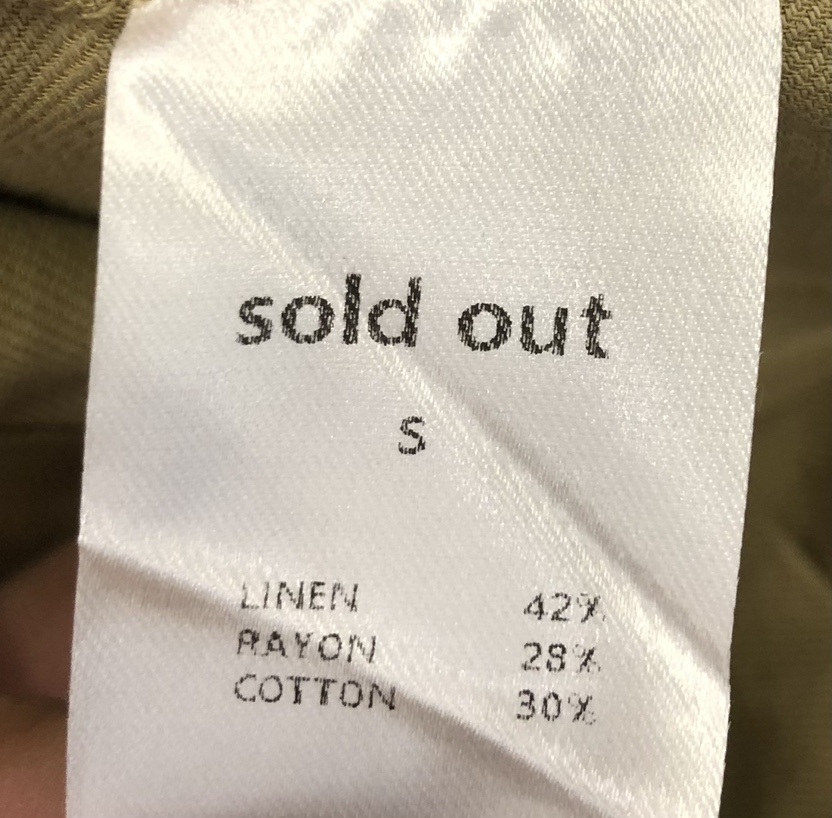 sold out
S
LINEN 42%
RAYON 28%
COTTON 30%